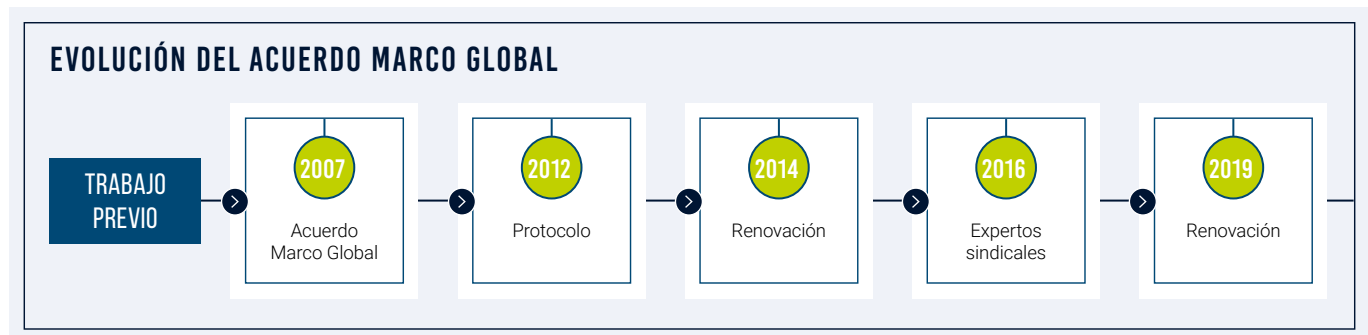 EVOLUCIÓN DEL ACUERDO MARCO GLOBAL
TRABAJO
PREVIO
2007
Acuerdo
Marco Global
2012
Protocolo
2014
Renovación
2016
Expertos
sindicales
2019
Renovación